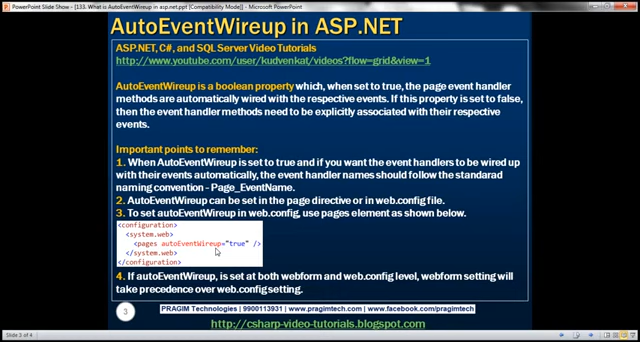 PowerPoint Slide Show - [133. What is AutoEventWireup in asp.net.ppt [Compatibility Mode]] - Microsoft PowerPoint
AutoEventWireup in ASP.NET
ASP.NET, C#, and SQL Server Video Tutorials
http://www.youtube.com/user/kudvenkat/videos?flow=grid&view=1
AutoEventWireup is a boolean property which, when set to true, the page event handler
methods are automatically wired with the respective events. If this property is set to false,
then the event handler methods need to be explicitly associated with their respective
events.
Important points to remember:
1. When AutoEventWireup is set to true and if you want the event handlers to be wired up
with their events automatically, the event handler names should follow the standarad
naming convention - Page_EventName.
2. AutoEventWireup can be set in the page directive or in web.config file.
3. To set autoEventWireup in web.config, use pages element as shown below.
<configuration>
<system.web>
<pages autoEventWireup="true" />
</system.web>
</configuration>
4. If autoEventWireup, is set at both webform and web.config level, webform setting will
take precedence over web.config setting.
3
PRAGIM Technologies | 9900113931 | www.pragimtech.com | www.facebook.com/pragimtech
http://csharp-video-tutorials.blogspot.com
Slide 3 of 4